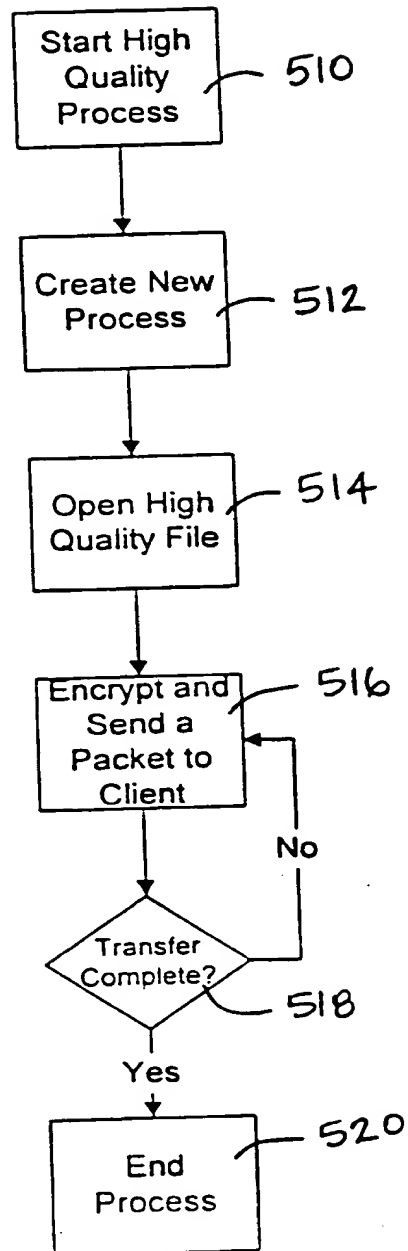 Start High
Quality
Process
510
Create New
Process
512
Open High
Quality File
514
Encrypt and
Send a
Packet to
Client
516
No
Transfer
Complete?
518
Yes
End
Process
520